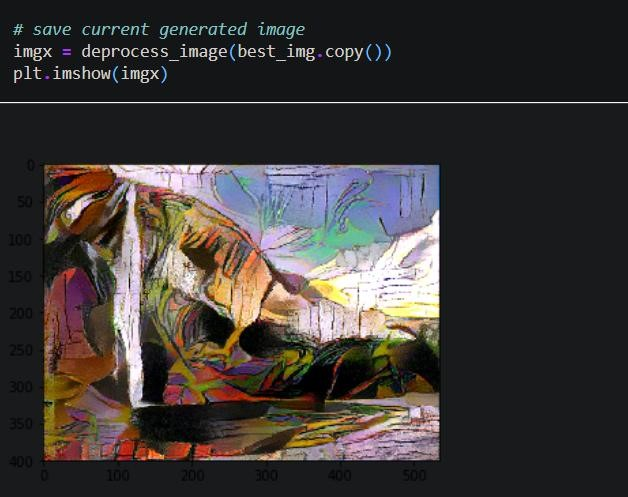 # save current generated image
imgx = deprocess_image(best_img.copy())
plt.imshow(imgx)
0
50
100
150
200
250
300
350
400
0 100 200 300 400 500